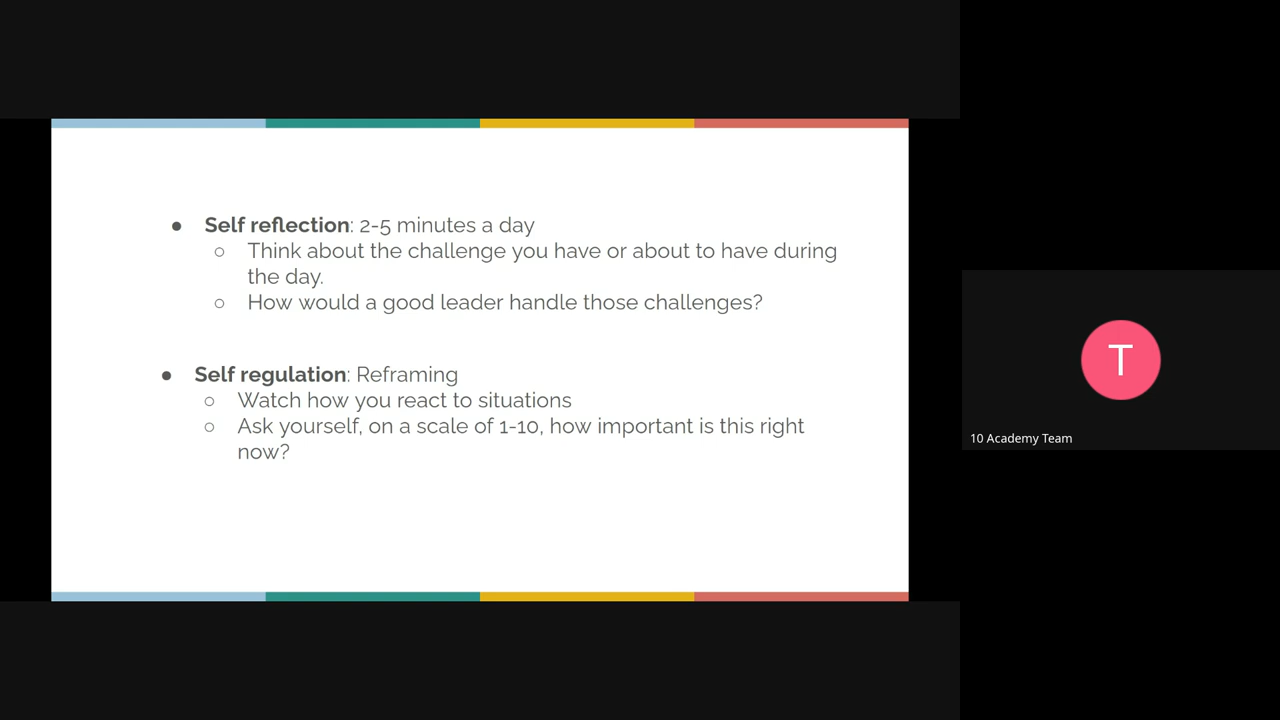 ● Self reflection: 2-5 minutes a day
○ Think about the challenge you have or about to have during
the day.
○ How would a good leader handle those challenges?
● Self regulation: Reframing
○ Watch how you react to situations
○ Ask yourself, on a scale of 1-10, how important is this right
now?
T
10 Academy Team